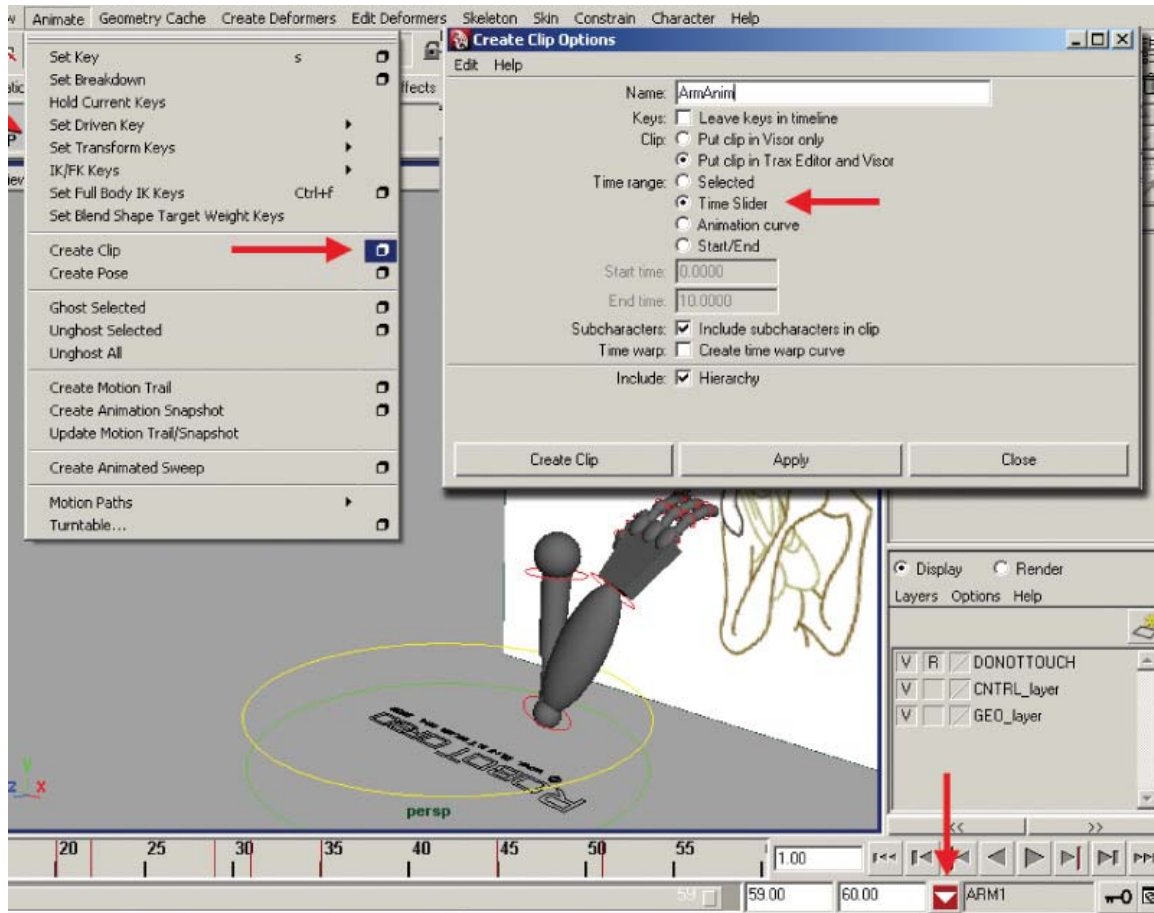 Animate Geometry Cache Create Deformers Edit Deformers Skeleton Skin Constrain Character Help
Set Key s
Set Breakdown
Hold Current Keys
Set Driven Key
Set Transform Keys
IK/FK Keys
Set Full Body IK Keys Ctrl+f
Set Blend Shape Target Weight Keys
Create Clip
Create Pose
Ghost Selected
Unghost Selected
Unghost All
Create Motion Trail
Create Animation Snapshot
Update Motion Trail/Snapshot
Create Animated Sweep
Motion Paths
Turntable...
Create Clip Options
Edit Help
Name: ArmAnim
Keys: Leave keys in timeline
Clip: Put clip in Visor only
Put clip in Trax Editor and Visor
Time range: Selected
Time Slider
Animation curve
Start/End
Start time: 0.0000
End time: 10.0000
Subcharacters: Include subcharacters in clip
Time warp: Create time warp curve
Include: Hierarchy
Create Clip Apply Close
ffects
Display Render
Layers Options Help
V R DONOTTOUCH
V CNTRL_layer
V GEO_layer
<< >>
ROBOT
y
z x
persp
20 25 30 35 40 45 50 55
1.00
59
59.00 60.00 ARM1